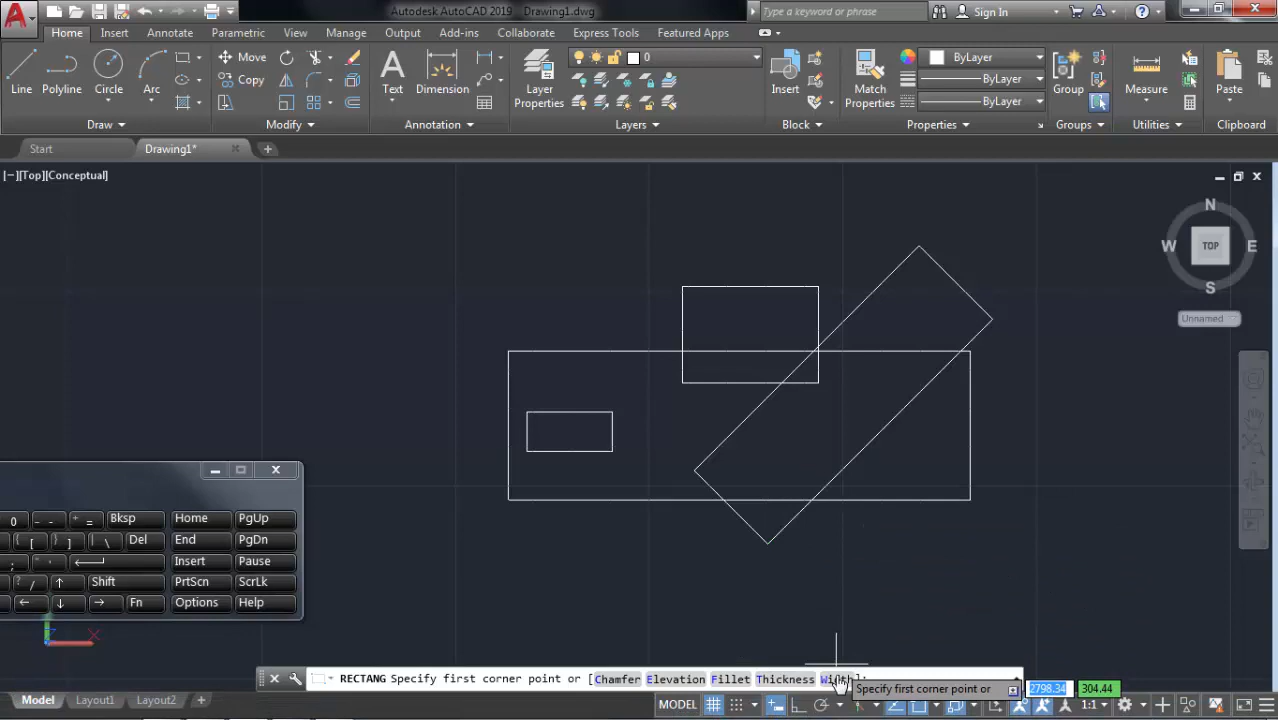 Autodesk AutoCAD 2019 Drawing1.dwg
Type a keyword or phrase
Sign In
Home Insert Annotate Parametric View Manage Output Add-ins Collaborate Express Tools Featured Apps
Line Polyline Circle Arc
Move
Copy
Text Dimension
Layer
Properties
0
Insert
Match
Properties
ByLayer
ByLayer
ByLayer
Group
Measure
Paste
Draw Modify Annotation Layers Block Properties Groups Utilities Clipboard
Start Drawing1*
[−][Top][Conceptual]
N
W TOP E
S
Unnamed
0 - - + = Bksp Home PgUp
{ [ } ] | \ Del End PgDn
; " ' Insert Pause
? / ↑ Shift PrtScn ScrLk
← ↓ → Fn Options Help
X
RECTANG Specify first corner point or [Chamfer Elevation Fillet Thickness Width]:
Specify first corner point or 2798.34 304.44
Model Layout1 Layout2 +
MODEL 1:1